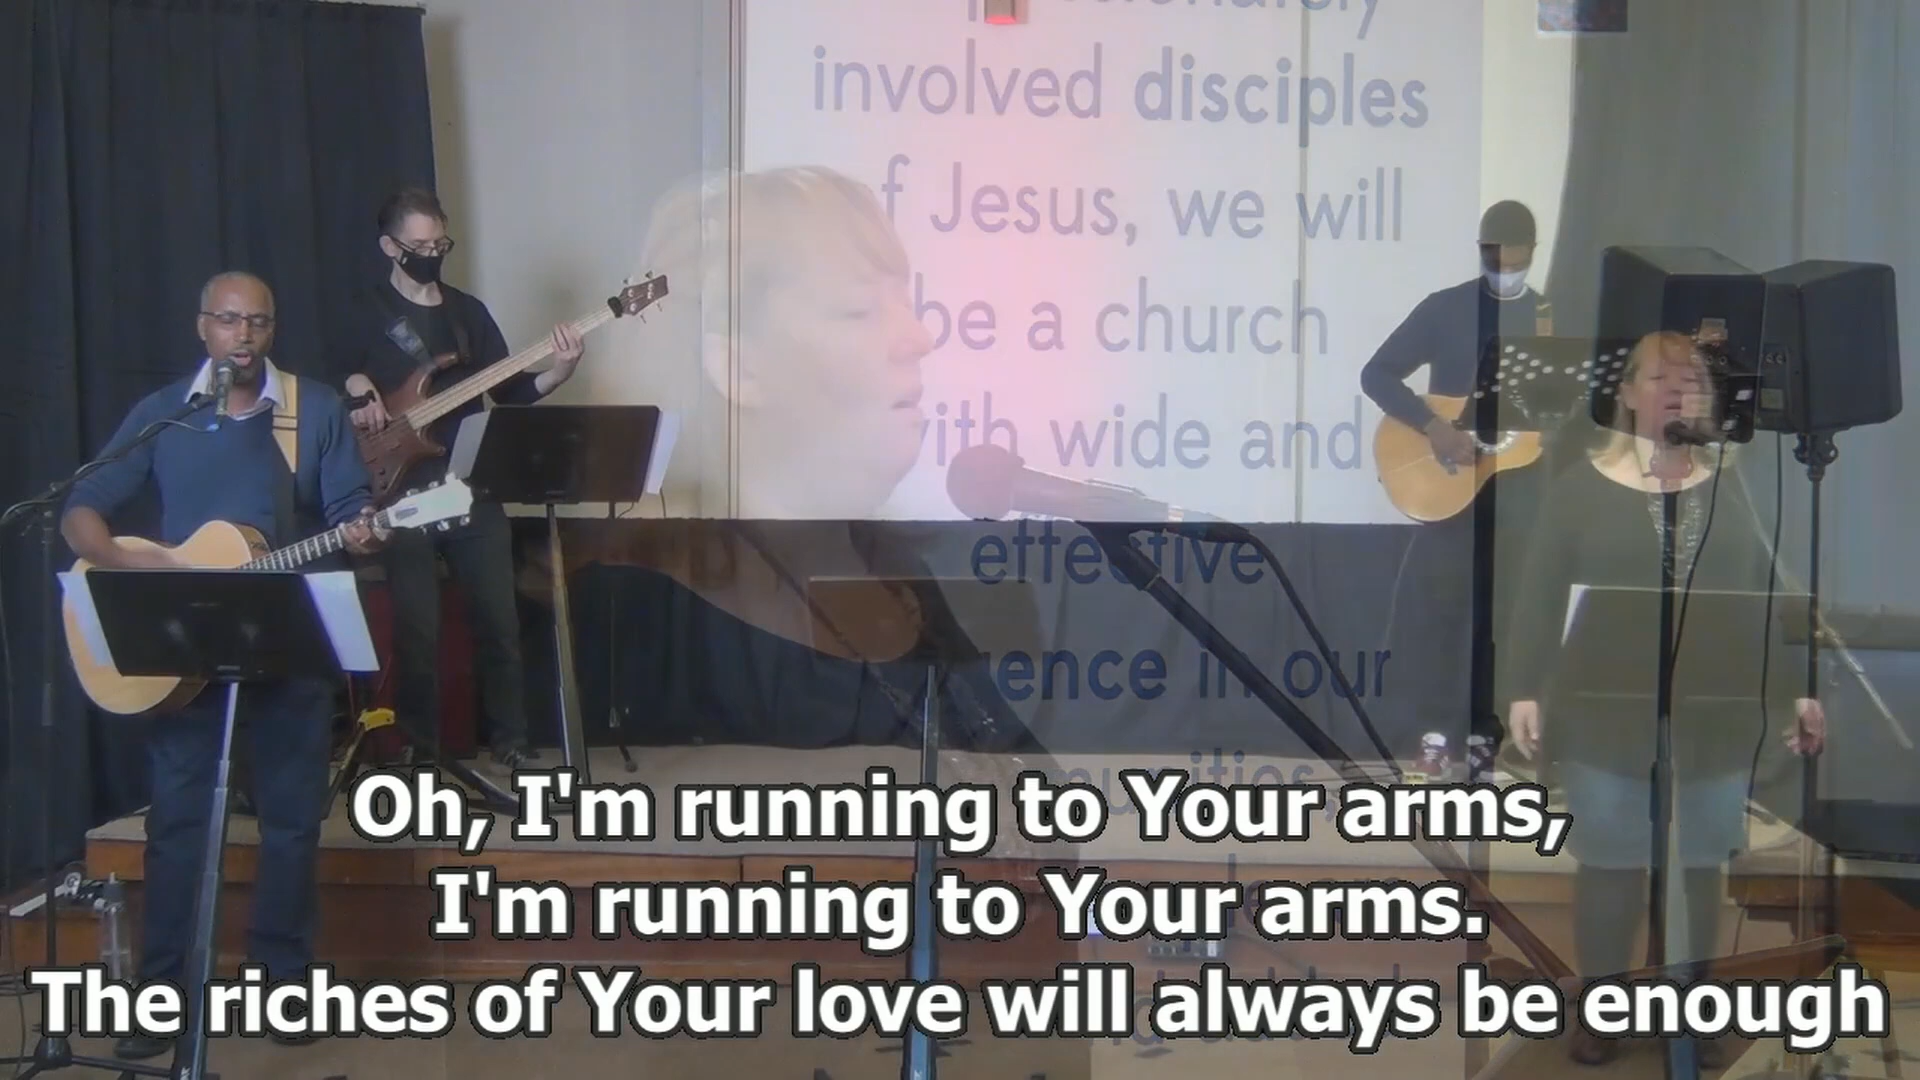 involved disciples
f Jesus, we will
be a church
with wide and
effective
ence in our
Oh, I'm running to Your arms,
I'm running to Your arms.
The riches of Your love will always be enough